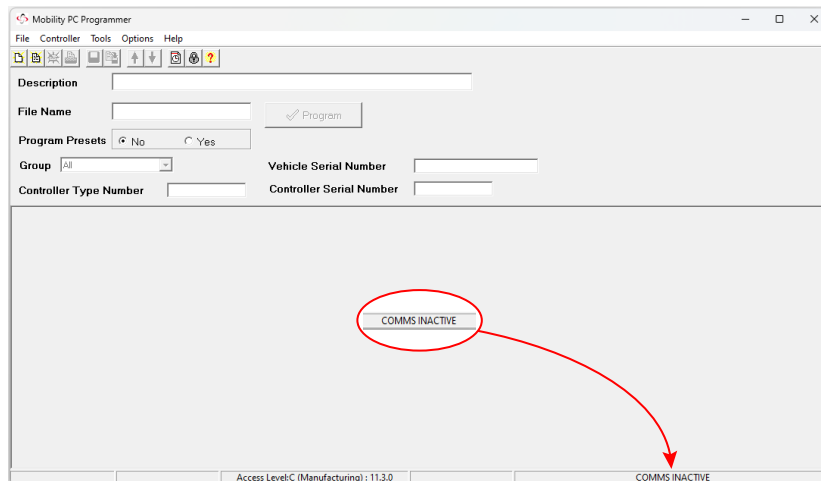 Mobility PC Programmer
File Controller Tools Options Help
Description
File Name
Program
Program Presets No Yes
Group All
Vehicle Serial Number
Controller Type Number
Controller Serial Number
COMMS INACTIVE
Access Level:C (Manufacturing) : 11.3.0
COMMS INACTIVE